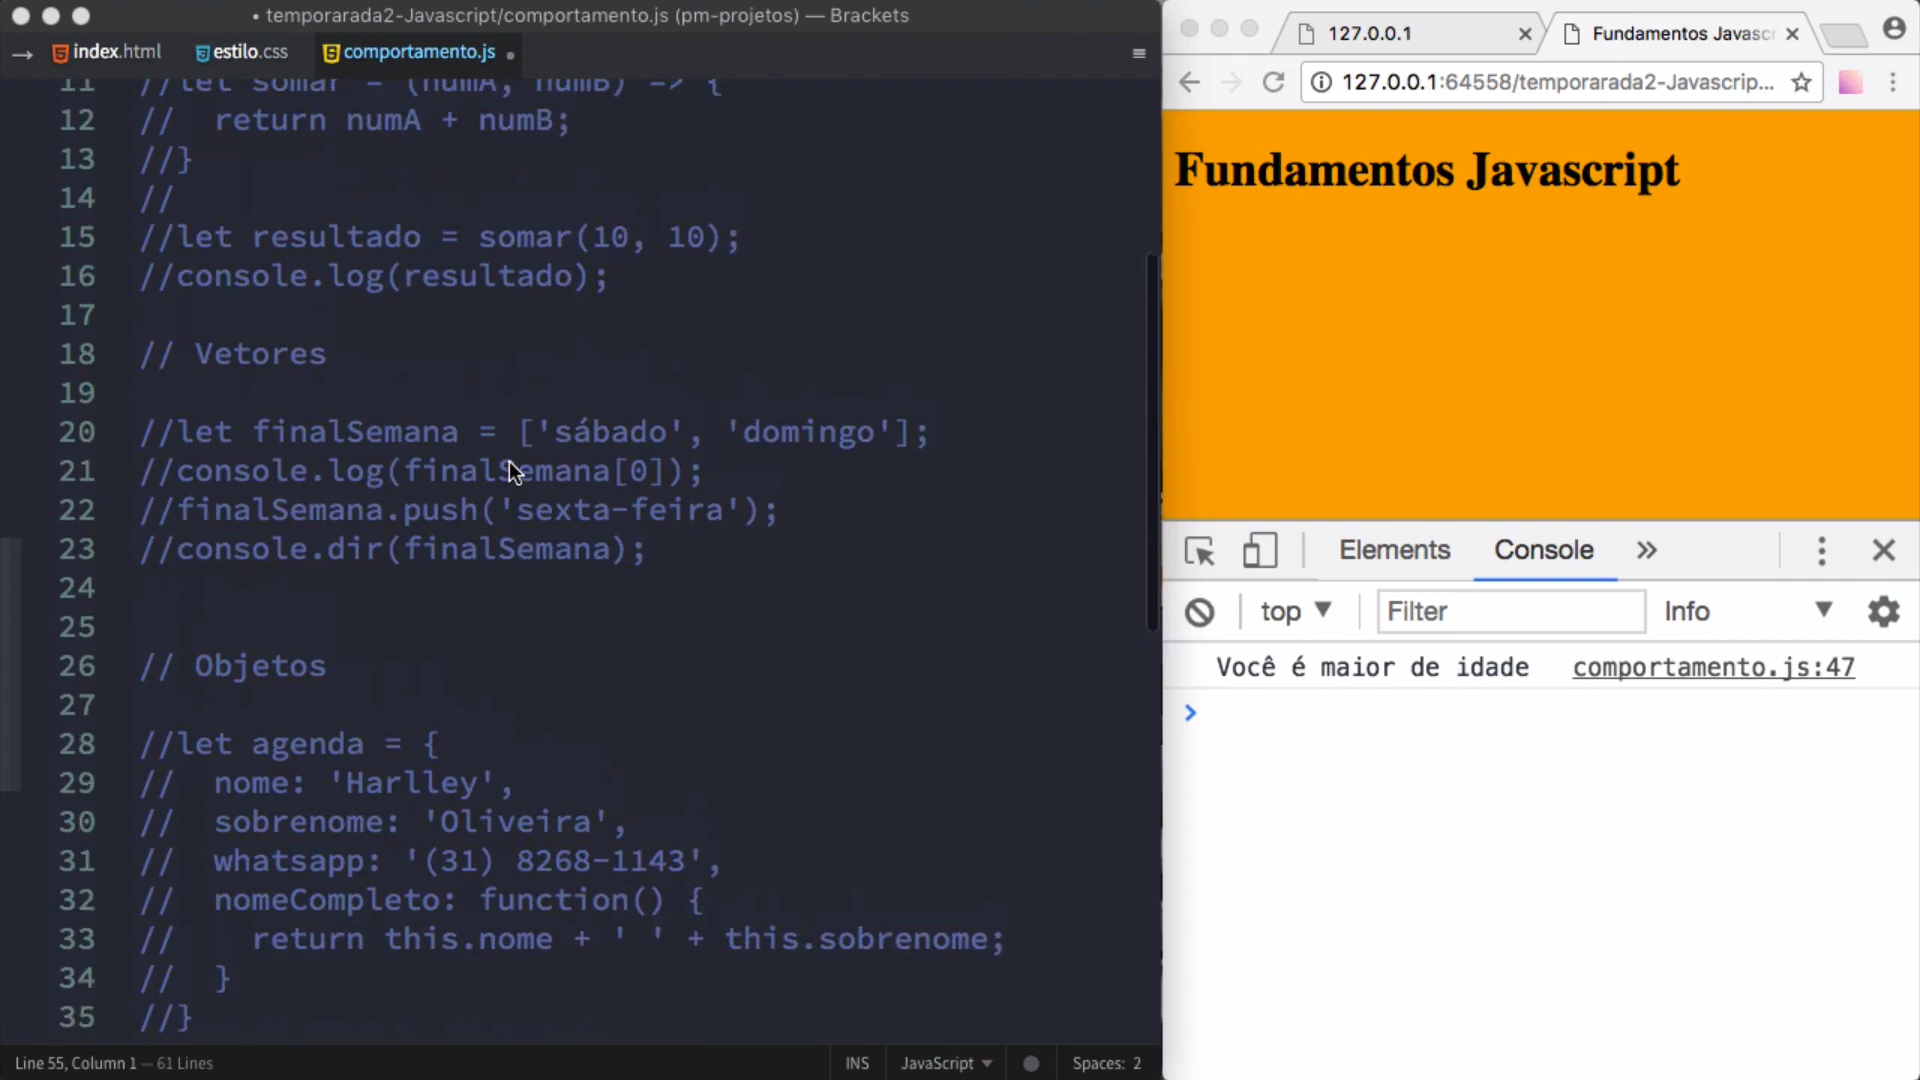 • temporarada2-Javascript/comportamento.js (pm-projetos) — Brackets
index.html estilo.css comportamento.js
11 //let somar = (numA, numB) => {
12 //  return numA + numB;
13 //}
14 //
15 //let resultado = somar(10, 10);
16 //console.log(resultado);
17
18 // Vetores
19
20 //let finalSemana = ['sábado', 'domingo'];
21 //console.log(finalSemana[0]);
22 //finalSemana.push('sexta-feira');
23 //console.dir(finalSemana);
24
25
26 // Objetos
27
28 //let agenda = {
29 //  nome: 'Harlley',
30 //  sobrenome: 'Oliveira',
31 //  whatsapp: '(31) 8268-1143',
32 //  nomeCompleto: function() {
33 //    return this.nome + ' ' + this.sobrenome;
34 //  }
35 //}
Line 55, Column 1 — 61 Lines INS JavaScript Spaces: 2
127.0.0.1 Fundamentos Javasc
127.0.0.1:64558/temporarada2-Javascrip...
Fundamentos Javascript
Elements Console »
top Filter Info
Você é maior de idade comportamento.js:47